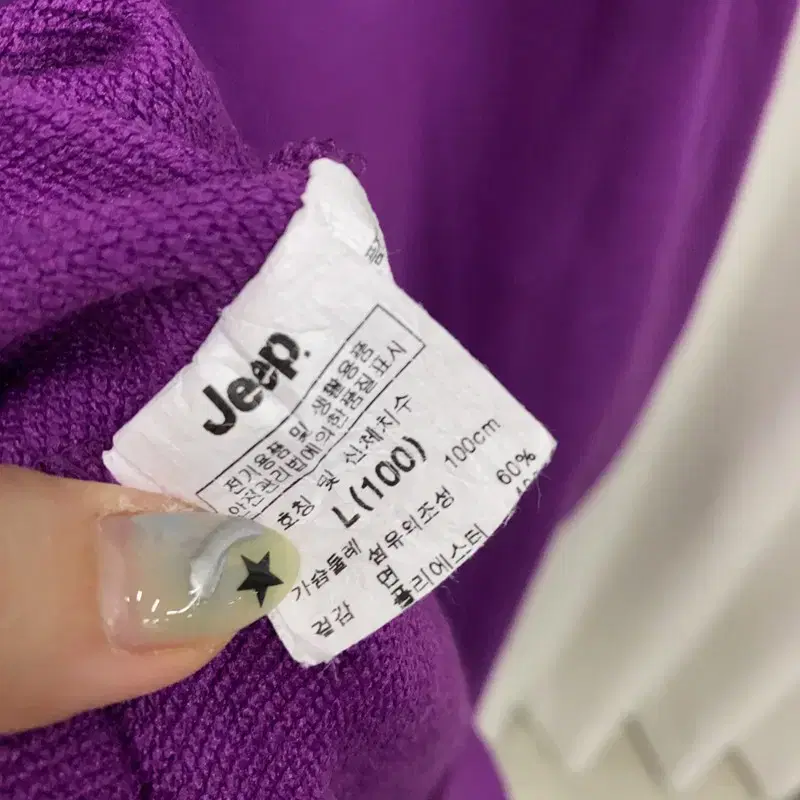 Jeep
전기용품 및 생활용품
안전관리법에의한품질표시
호칭 및 신체치수
L(100)
가슴둘레 100cm
섬유의조성
겉감 면 60%
폴리에스터